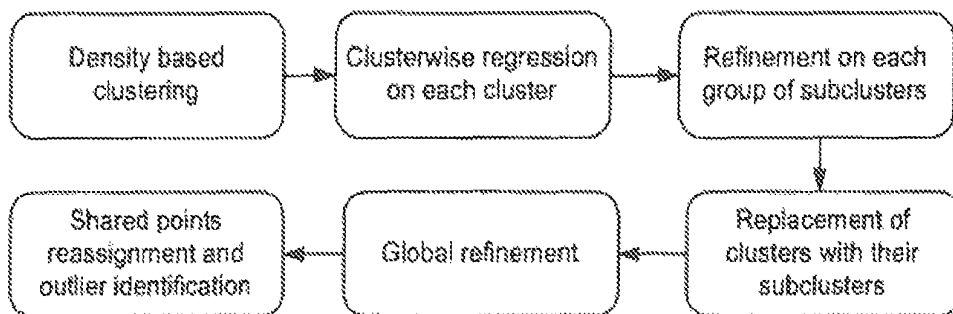 Density based
clustering
Clusterwise regression
on each cluster
Refinement on each
group of subclusters
Replacement of
clusters with their
subclusters
Global refinement
Shared points
reassignment and
outlier identification